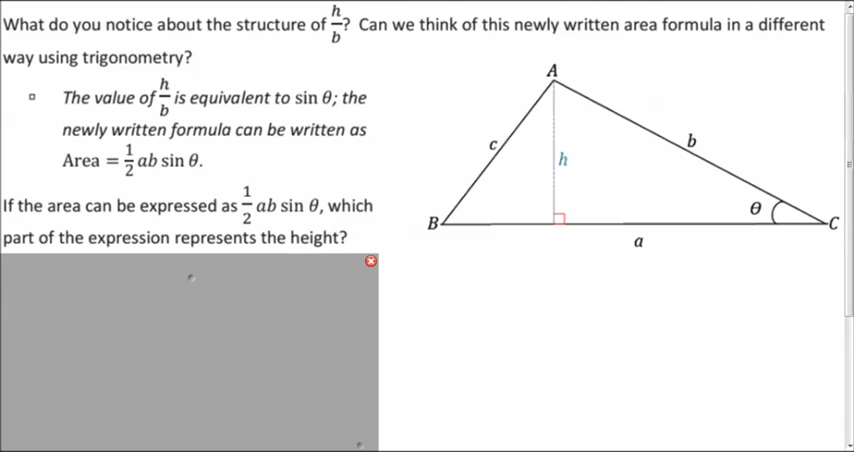 What do you notice about the structure of h/b? Can we think of this newly written area formula in a different
way using trigonometry?
▫ The value of h/b is equivalent to sin θ; the
newly written formula can be written as
Area = 1/2 ab sin θ.
If the area can be expressed as 1/2 ab sin θ, which
part of the expression represents the height?
A
c
b
h
θ
B
C
a